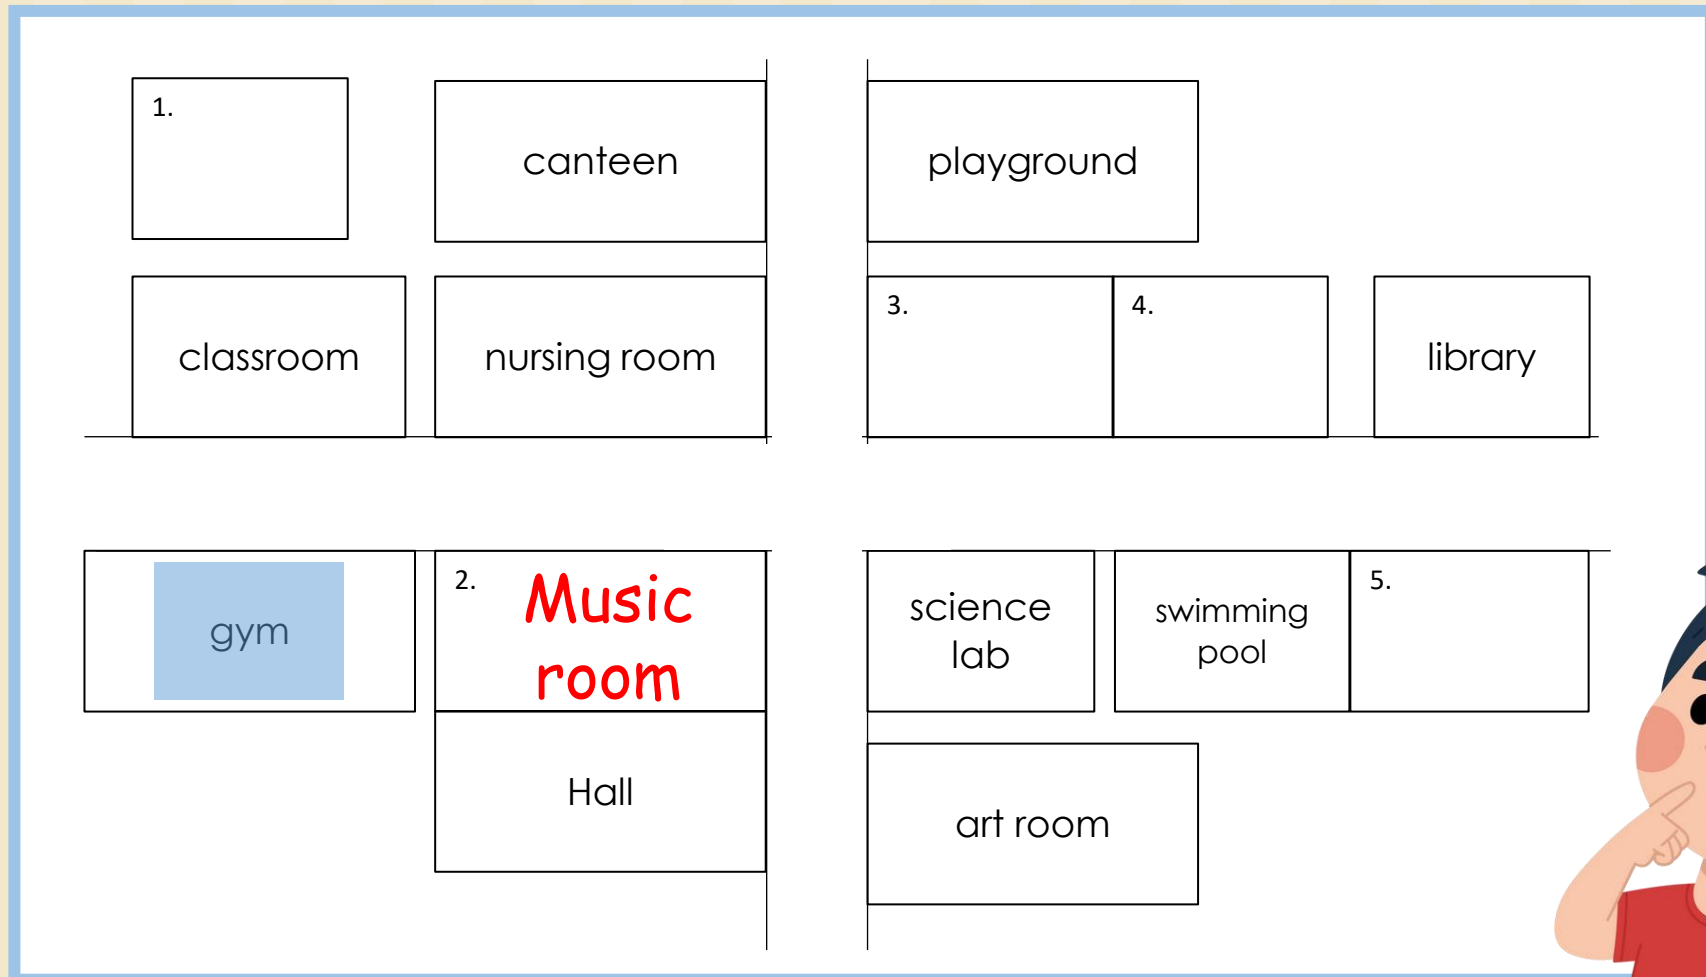 1.
canteen
playground
classroom
nursing room
3.
4.
library
gym
2.
Music
room
science
lab
swimming
pool
5.
Hall
art room